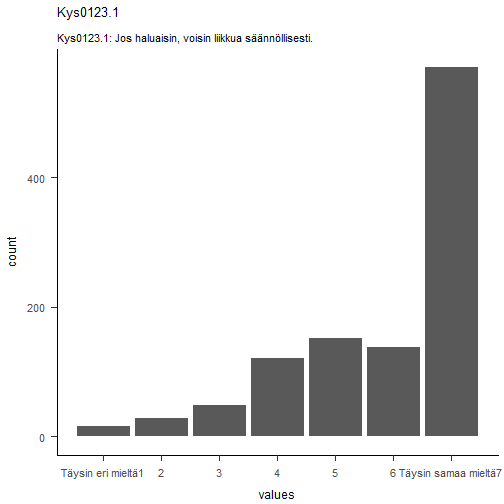 Kys0123.1
Kys0123.1: Jos haluaisin, voisin liikkua säännöllisesti.
400
200
0
count
Täysin eri mieltä1 2 3 4 5 6 Täysin samaa mieltä7
values